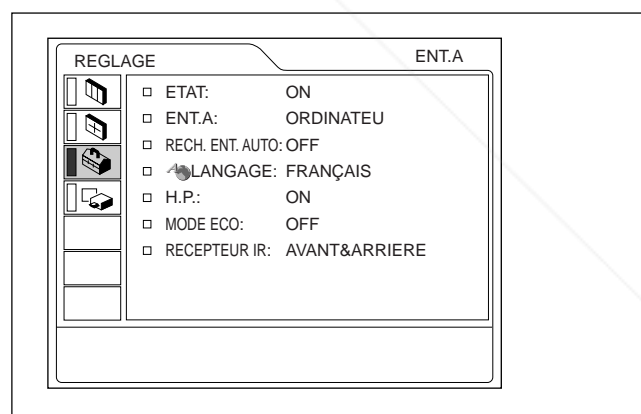 REGLAGE ENT.A
ETAT: ON
ENT.A: ORDINATEU
RECH. ENT. AUTO: OFF
LANGAGE: FRANÇAIS
H.P.: ON
MODE ECO: OFF
RECEPTEUR IR: AVANT&ARRIERE